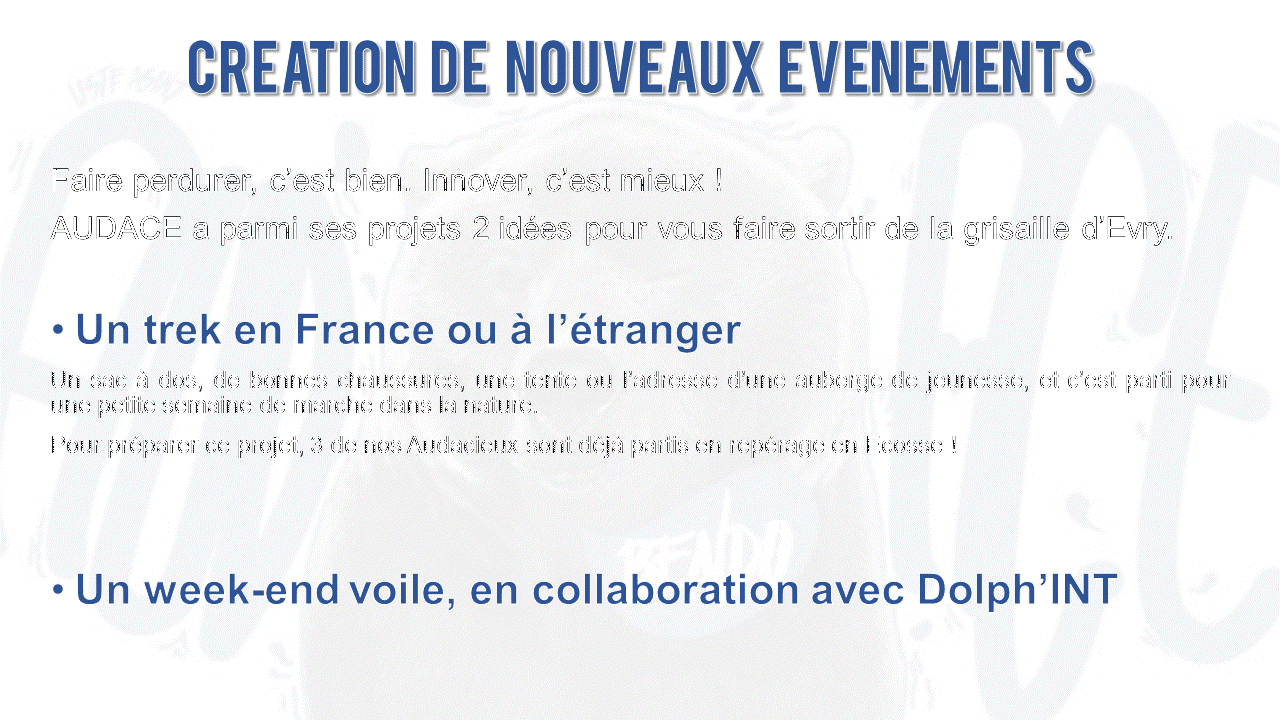 CREATION DE NOUVEAUX EVENEMENTS
Faire perdurer, c’est bien. Innover, c’est mieux !
AUDACE a parmi ses projets 2 idées pour vous faire sortir de la grisaille d’Evry.
• Un trek en France ou à l’étranger
Un sac à dos, de bonnes chaussures, une tente ou l’adresse d’une auberge de jeunesse, et c’est parti pour
une petite semaine de marche dans la nature.
Pour préparer ce projet, 3 de nos Audacieux sont déjà partis en repérage en Ecosse !
• Un week-end voile, en collaboration avec Dolph’INT